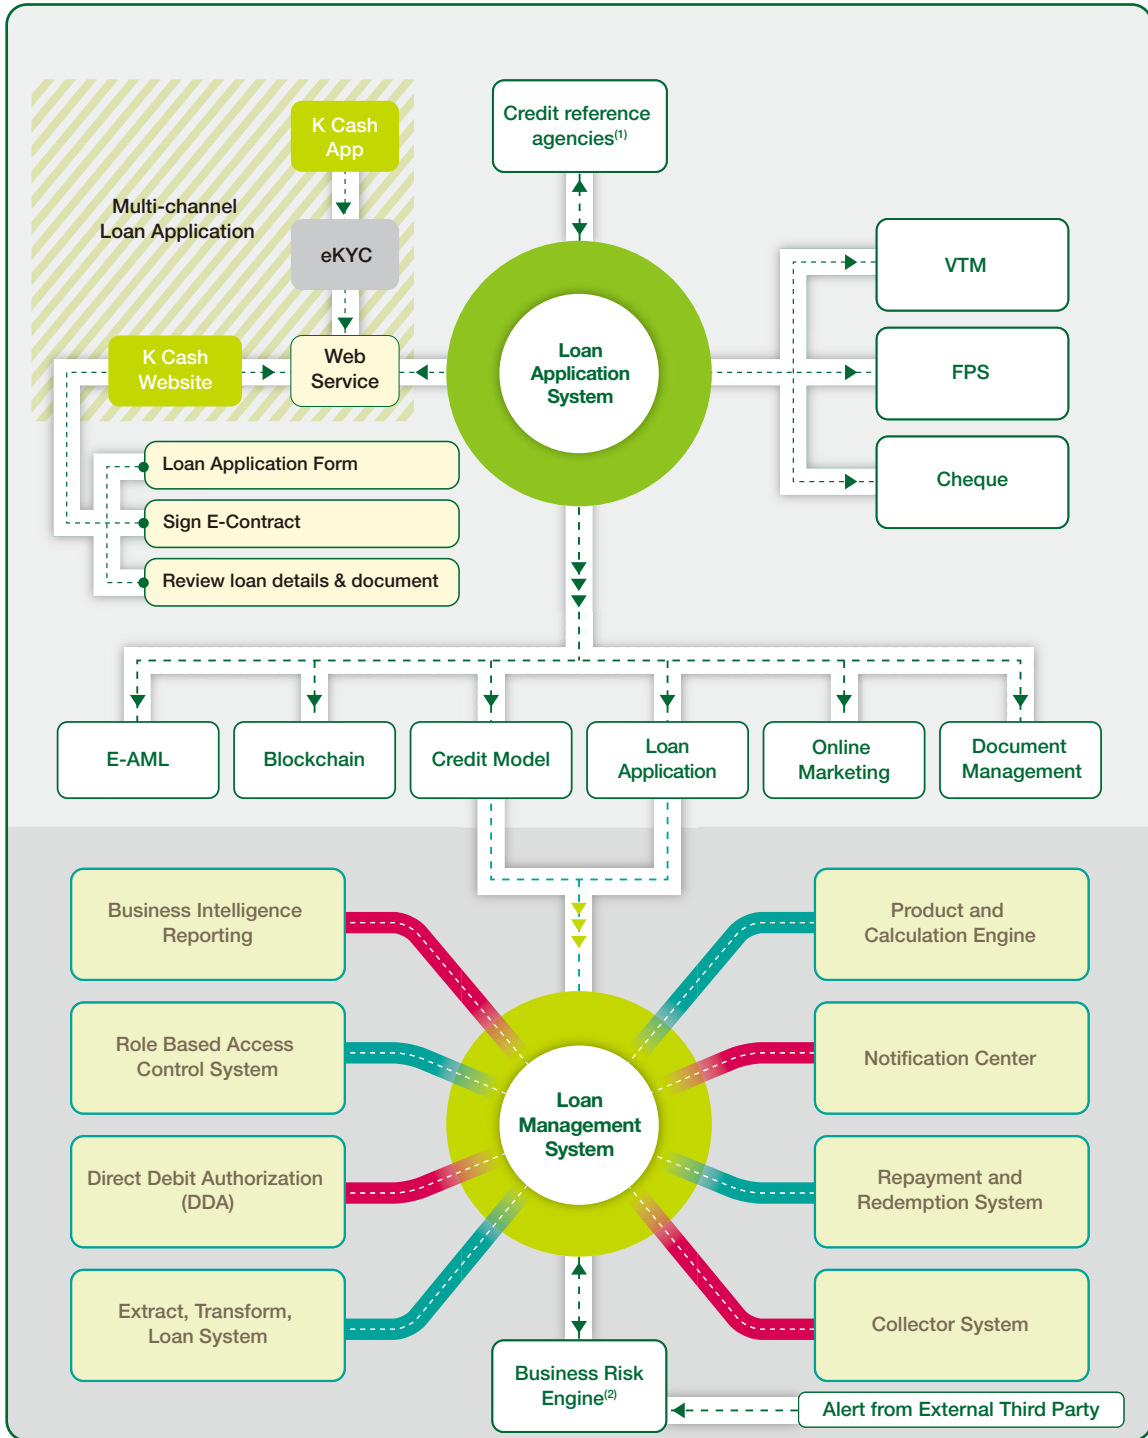 K Cash
App
Credit reference
agencies(1)
Multi-channel
Loan Application
eKYC
VTM
K Cash
Website
Web
Service
Loan
Application
System
FPS
Loan Application Form
Cheque
Sign E-Contract
Review loan details & document
E-AML
Blockchain
Credit Model
Loan
Application
Online
Marketing
Document
Management
Business Intelligence
Reporting
Product and
Calculation Engine
Role Based Access
Control System
Notification Center
Loan
Management
System
Direct Debit Authorization
(DDA)
Repayment and
Redemption System
Extract, Transform,
Loan System
Collector System
Business Risk
Engine(2)
Alert from External Third Party